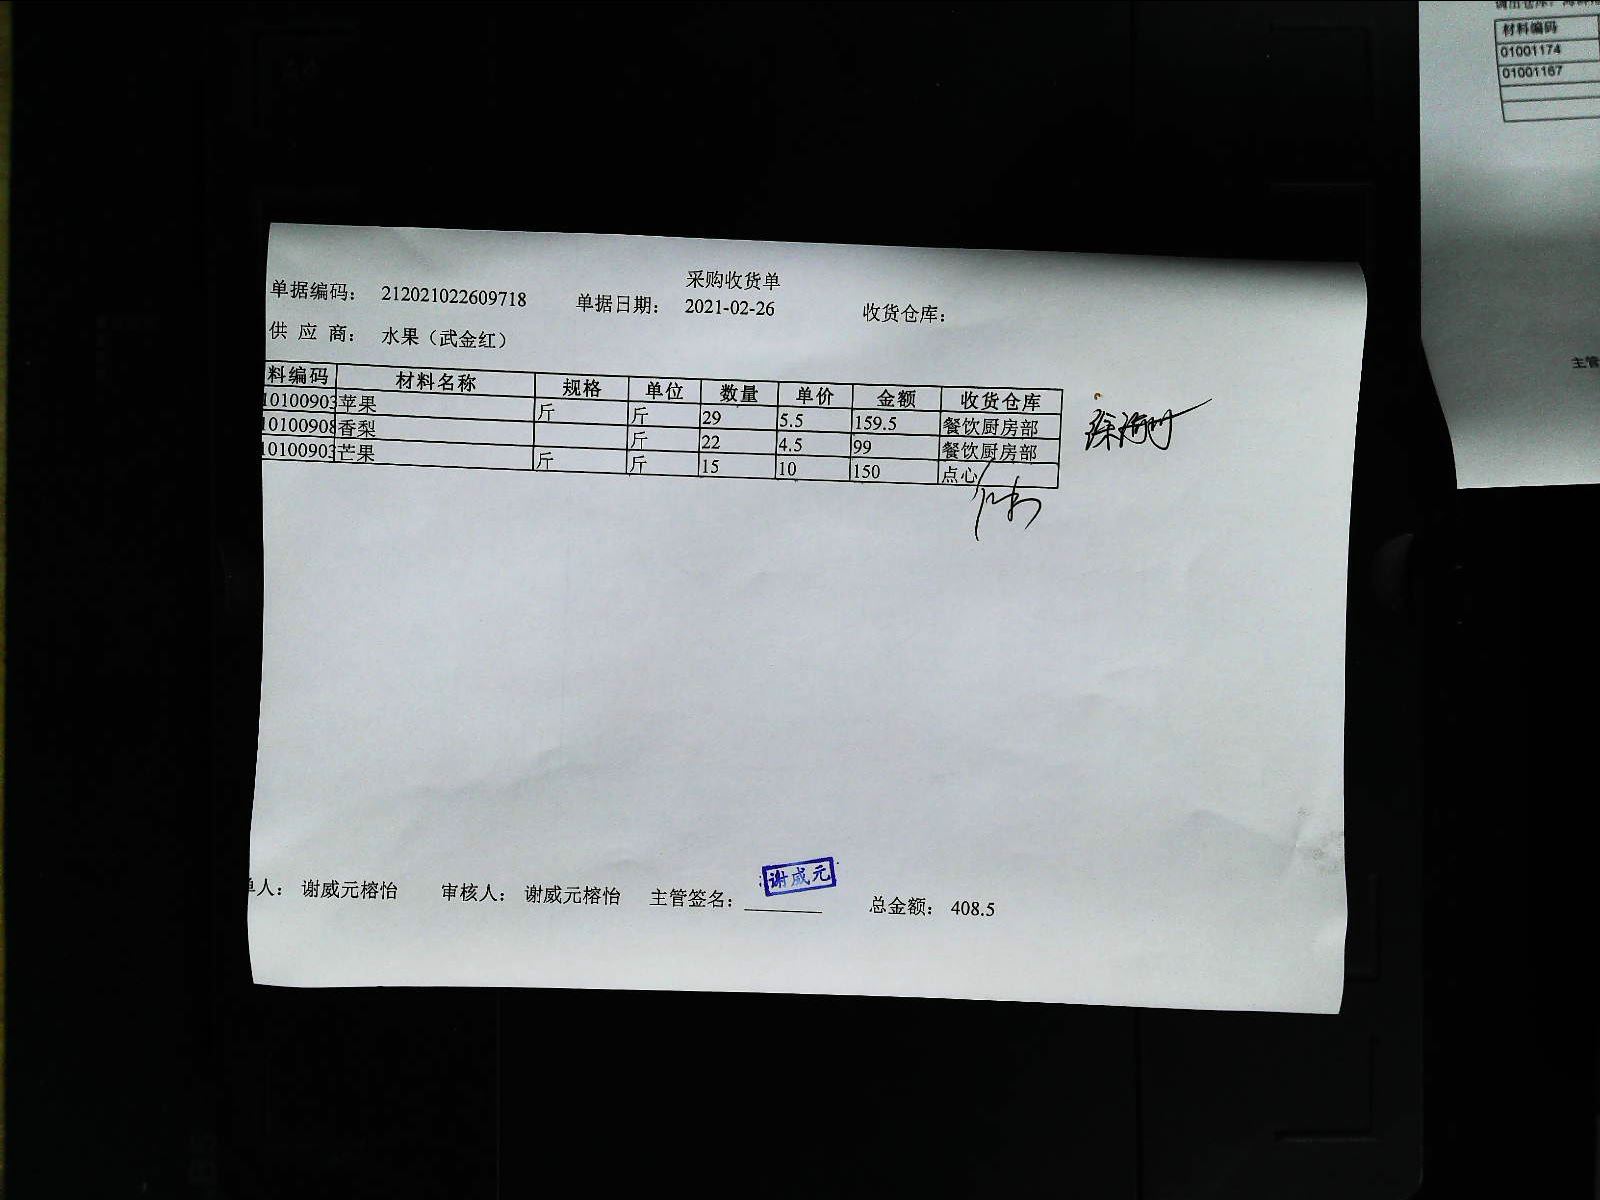 采购收货单
单据编码： 212021022609718 单据日期： 2021-02-26 收货仓库：
供 应 商： 水果（武金红）
料编码 材料名称 规格 单位 数量 单价 金额 收货仓库
10100903 苹果 斤 斤 29 5.5 159.5 餐饮厨房部
10100908 香梨 斤 22 4.5 99 餐饮厨房部
10100903 芒果 斤 斤 15 10 150 点心
单人： 谢威元榕怡 审核人： 谢威元榕怡 主管签名： 谢威元 总金额： 408.5
材料编码
01001174
01001167
主管